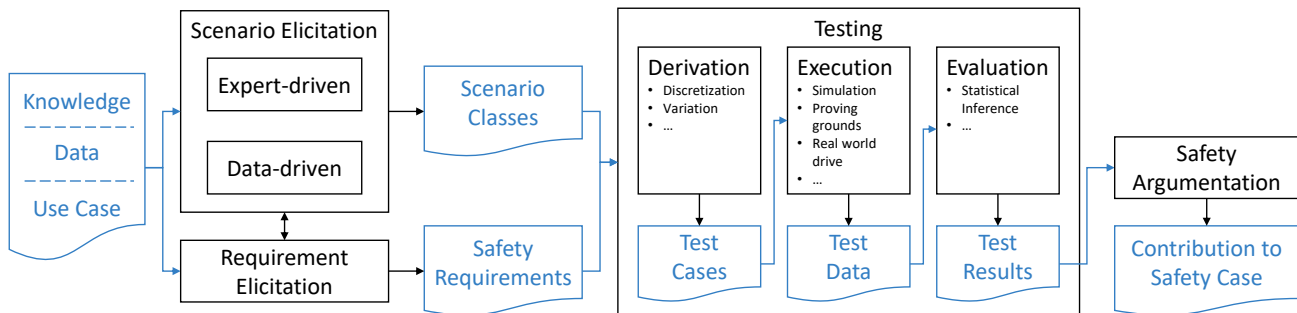 Knowledge
Data
Use Case
Scenario Elicitation
Expert-driven
Data-driven
Requirement
Elicitation
Scenario
Classes
Safety
Requirements
Testing
Derivation
• Discretization
• Variation
• ...
Test
Cases
Execution
• Simulation
• Proving
grounds
• Real world
drive
• ...
Test
Data
Evaluation
• Statistical
Inference
• ...
Test
Results
Safety
Argumentation
Contribution to
Safety Case